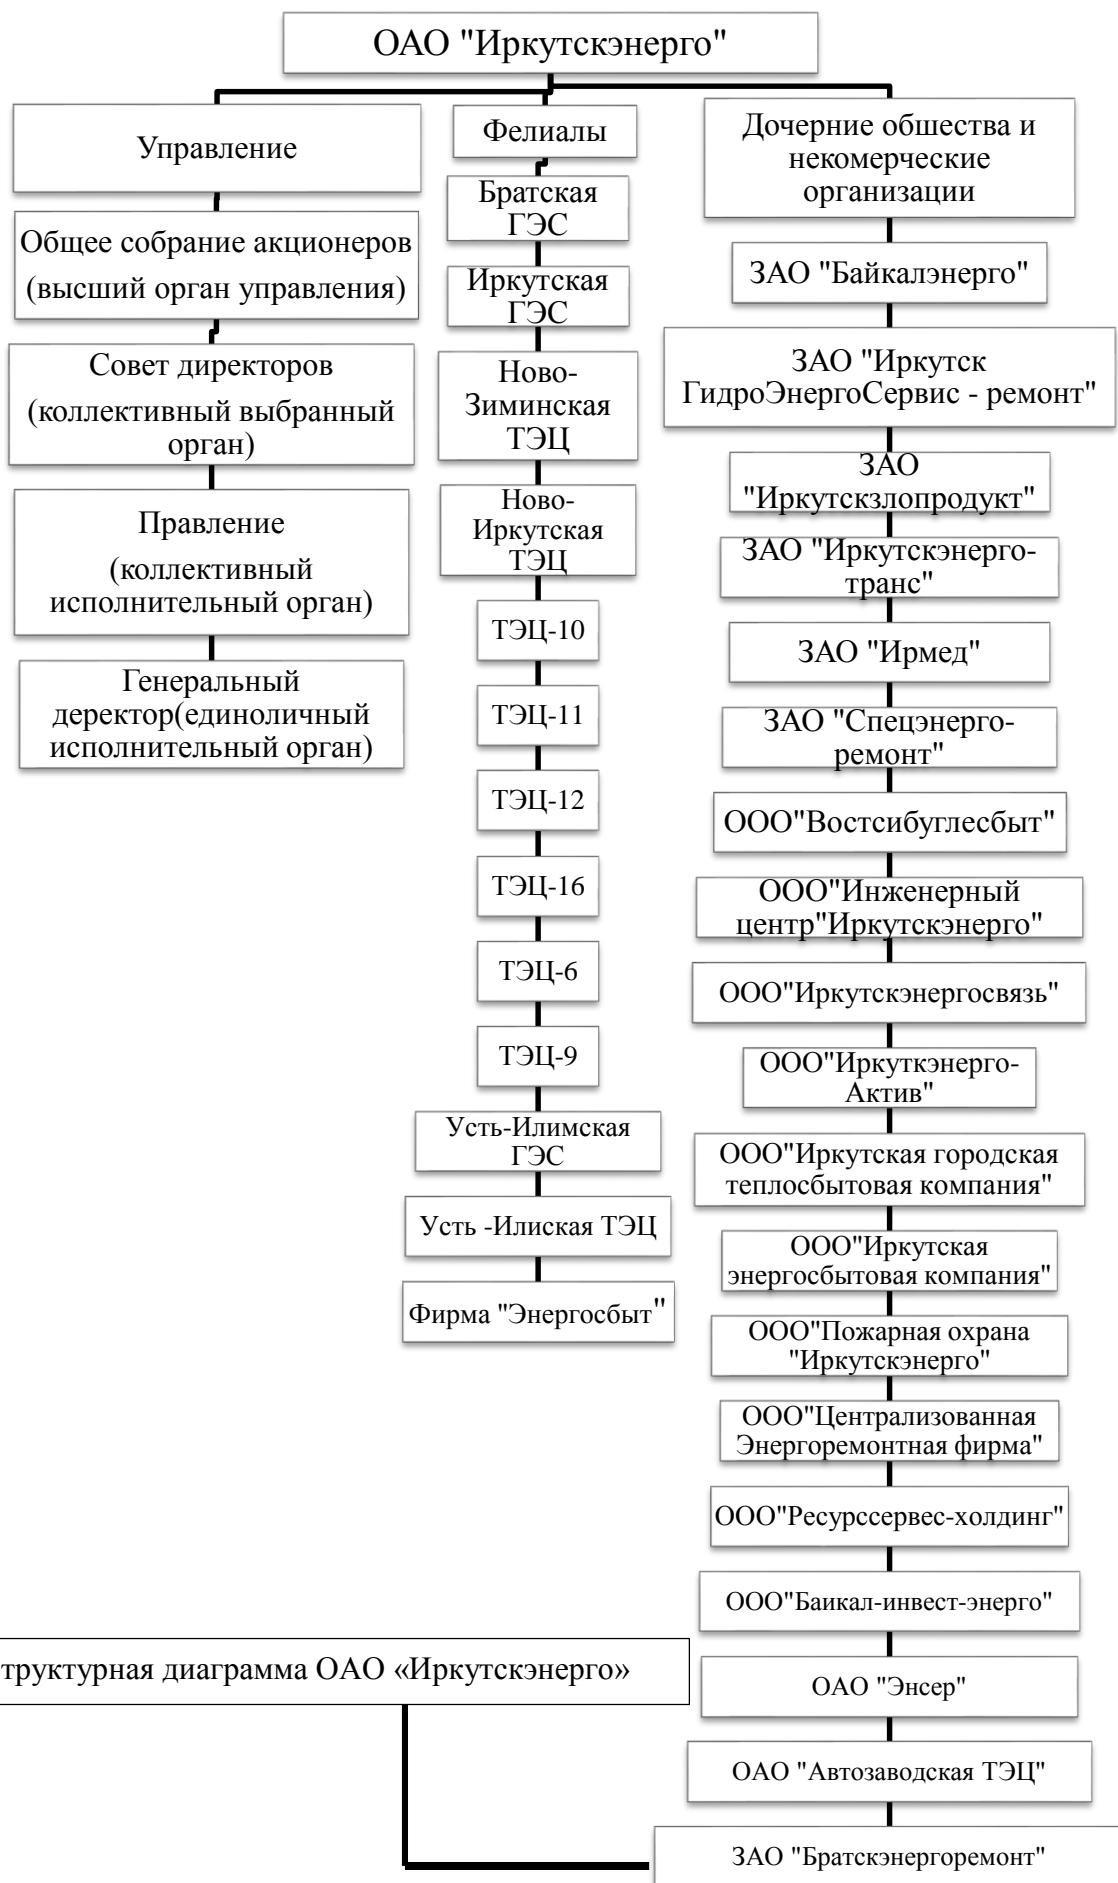 ОАО "Иркутскэнерго"
Управление
Общее собрание акционеров
(высший орган управления)
Совет директоров
(коллективный выбранный
орган)
Правление
(коллективный
исполнительный орган)
Генеральный
деректор(единоличный
исполнительный орган)
Фелиалы
Братская
ГЭС
Иркутская
ГЭС
Ново-
Зиминская
ТЭЦ
Ново-
Иркутская
ТЭЦ
ТЭЦ-10
ТЭЦ-11
ТЭЦ-12
ТЭЦ-16
ТЭЦ-6
ТЭЦ-9
Усть-Илимская
ГЭС
Усть -Илиская ТЭЦ
Фирма "Энергосбыт"
Дочерние обшества и
некомерческие
организации
ЗАО "Байкалэнерго"
ЗАО "Иркутск
ГидроЭнергоСервис - ремонт"
ЗАО
"Иркутскзлопродукт"
ЗАО "Иркутскэнерго-
транс"
ЗАО "Ирмед"
ЗАО "Спецэнерго-
ремонт"
ООО"Востсибуглесбыт"
ООО"Инженерный
центр"Иркутскэнерго"
ООО"Иркутскэнергосвязь"
ООО"Иркуткэнерго-
Актив"
ООО"Иркутская городская
теплосбытовая компания"
ООО"Иркутская
энергосбытовая компания"
ООО"Пожарная охрана
"Иркутскэнерго"
ООО"Централизованная
Энергоремонтная фирма"
ООО"Ресурссервес-холдинг"
ООО"Баикал-инвест-энерго"
ОАО "Энсер"
ОАО "Автозаводская ТЭЦ"
ЗАО "Братскэнергоремонт"
труктурная диаграмма ОАО «Иркутскэнерго»